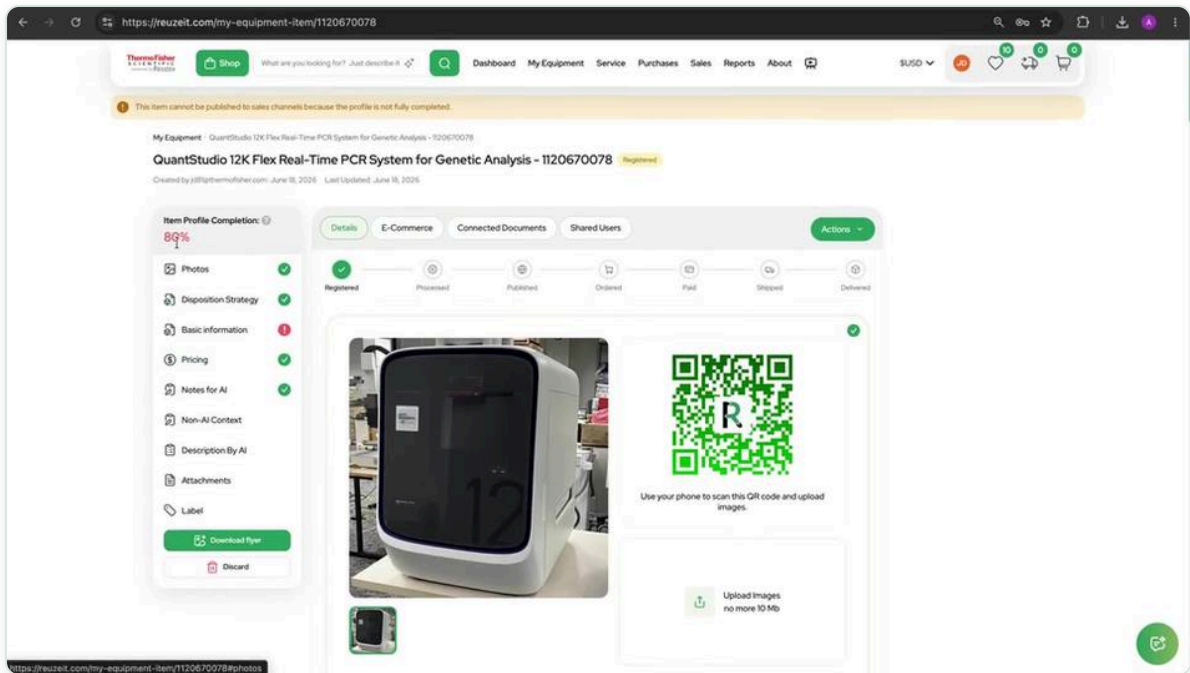 https://reuzeit.com/my-equipment-item/1120670078
ThermoFisher
SCIENTIFIC
Shop
What are you looking for? Just describe it
Dashboard My Equipment Service Purchases Sales Reports About
$USD
JD
10
0
0
This item cannot be published to sales channels because the profile is not fully completed.
My Equipment QuantStudio 12K Flex Real-Time PCR System for Genetic Analysis - 1120670078
QuantStudio 12K Flex Real-Time PCR System for Genetic Analysis - 1120670078 Registered
June 18, 2026 Last Updated: June 18, 2026
Item Profile Completion:
80%
Photos
Disposition Strategy
Basic information
Pricing
Notes for AI
Non-AI Context
Description By AI
Attachments
Label
Download flyer
Discard
Details E-Commerce Connected Documents Shared Users
Actions
Registered Processed Published Ordered Paid Shipped Delivered
12
R
Use your phone to scan this QR code and upload
images.
Upload Images
no more 10 Mb
https://reuzeit.com/my-equipment-item/1120670078#photos